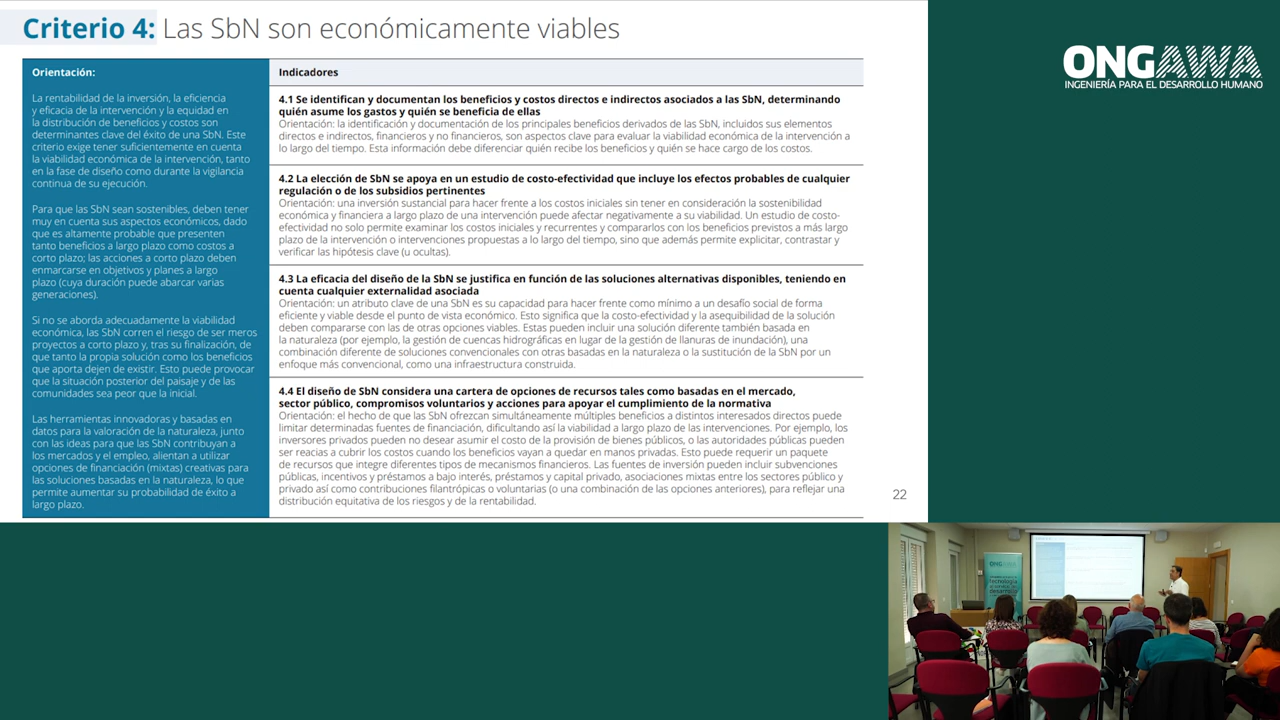 Criterio 4: Las SbN son económicamente viables
Orientación:
La rentabilidad de la inversión, la eficiencia
y eficacia de la intervención y la equidad en
la distribución de beneficios y costos son
determinantes clave del éxito de una SbN. Este
criterio exige tener suficientemente en cuenta
la viabilidad económica de la intervención, tanto
en la fase de diseño como durante la vigilancia
continua de su ejecución.
Para que las SbN sean sostenibles, deben tener
muy en cuenta sus aspectos económicos, dado
que es altamente probable que presenten
tanto beneficios a largo plazo como costos a
corto plazo; las acciones a corto plazo deben
enmarcarse en objetivos y planes a largo
plazo (cuya duración puede abarcar varias
generaciones).
Si no se aborda adecuadamente la viabilidad
económica, las SbN corren el riesgo de ser meros
proyectos a corto plazo y, tras su finalización, de
que tanto la propia solución como los beneficios
que aporta dejen de existir. Esto puede provocar
que la situación posterior del paisaje y de las
comunidades sea peor que la inicial.
Las herramientas innovadoras y basadas en
datos para la valoración de la naturaleza, junto
con las ideas para que las SbN contribuyan a
los mercados y el empleo, alientan a utilizar
opciones de financiación (mixtas) creativas para
las soluciones basadas en la naturaleza, lo que
permite aumentar su probabilidad de éxito a
largo plazo.
Indicadores
4.1 Se identifican y documentan los beneficios y costos directos e indirectos asociados a las SbN, determinando
quién asume los gastos y quién se beneficia de ellas
Orientación: la identificación y documentación de los principales beneficios derivados de las SbN, incluidos sus elementos
directos e indirectos, financieros y no financieros, son aspectos clave para evaluar la viabilidad económica de la intervención a
lo largo del tiempo. Esta información debe diferenciar quién recibe los beneficios y quién se hace cargo de los costos.
4.2 La elección de SbN se apoya en un estudio de costo-efectividad que incluye los efectos probables de cualquier
regulación o de los subsidios pertinentes
Orientación: una inversión sustancial para hacer frente a los costos iniciales sin tener en consideración la sostenibilidad
económica y financiera a largo plazo de una intervención puede afectar negativamente a su viabilidad. Un estudio de costo-
efectividad no solo permite examinar los costos iniciales y recurrentes y compararlos con los beneficios previstos a más largo
plazo de la intervención o intervenciones propuestas a lo largo del tiempo, sino que además permite explicitar, contrastar y
verificar las hipótesis clave (u ocultas).
4.3 La eficacia del diseño de la SbN se justifica en función de las soluciones alternativas disponibles, teniendo en
cuenta cualquier externalidad asociada
Orientación: un atributo clave de una SbN es su capacidad para hacer frente como mínimo a un desafío social de forma
eficiente y viable desde el punto de vista económico. Esto significa que la costo-efectividad y la asequibilidad de la solución
deben compararse con las de otras opciones viables. Estas pueden incluir una solución diferente también basada en
la naturaleza (por ejemplo, la gestión de cuencas hidrográficas en lugar de la gestión de llanuras de inundación), una
combinación diferente de soluciones convencionales con otras basadas en la naturaleza o la sustitución de la SbN por un
enfoque más convencional, como una infraestructura construida.
4.4 El diseño de SbN considera una cartera de opciones de recursos tales como basadas en el mercado,
sector público, compromisos voluntarios y acciones para apoyar el cumplimiento de la normativa
Orientación: el hecho de que las SbN ofrezcan simultáneamente múltiples beneficios a distintos interesados directos puede
limitar determinadas fuentes de financiación, dificultando así la viabilidad a largo plazo de las intervenciones. Por ejemplo, los
inversores privados pueden no desear asumir el costo de la provisión de bienes públicos, o las autoridades públicas pueden
ser reacias a cubrir los costos cuando los beneficios vayan a quedar en manos privadas. Esto puede requerir un paquete
de recursos que integre diferentes tipos de mecanismos financieros. Las fuentes de inversión pueden incluir subvenciones
públicas, incentivos y préstamos a bajo interés, préstamos y capital privado, asociaciones mixtas entre los sectores público y
privado así como contribuciones filantrópicas o voluntarias (o una combinación de las opciones anteriores), para reflejar una
distribución equitativa de los riesgos y de la rentabilidad.
22
ONGAWA
INGENIERÍA PARA EL DESARROLLO HUMANO
ONGAWA